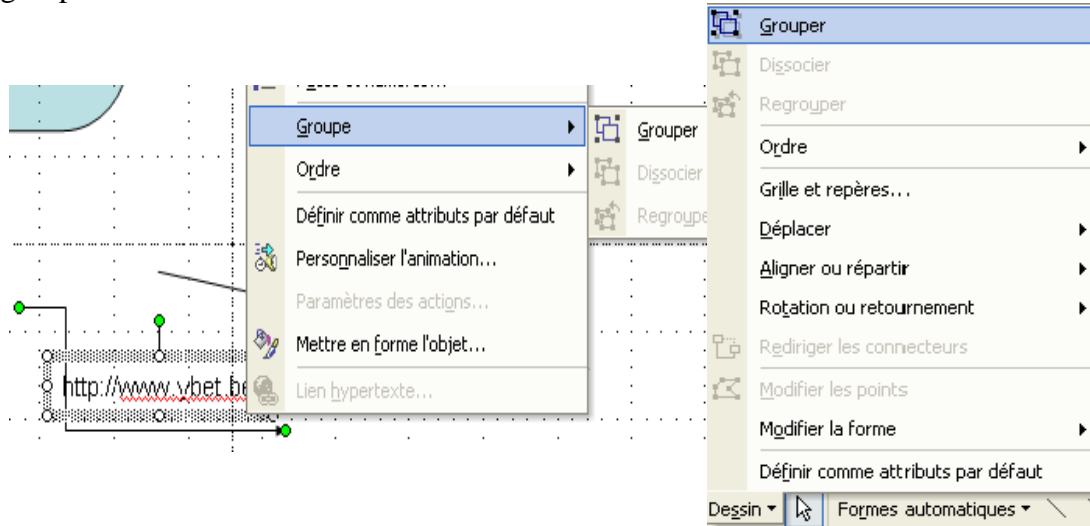 Groupe
Ordre
Définir comme attributs par défaut
Personnaliser l'animation...
Paramètres des actions...
Mettre en forme l'objet...
Lien hypertexte...
Grouper
Dissocier
Regroupe
http://www.ybet.be
Grouper
Dissocier
Regrouper
Ordre
Grille et repères...
Déplacer
Aligner ou répartir
Rotation ou retournement
Rediriger les connecteurs
Modifier les points
Modifier la forme
Définir comme attributs par défaut
Dessin
Formes automatiques